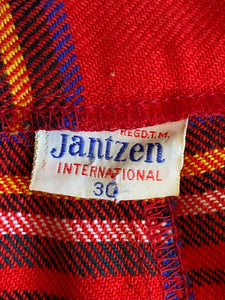 REGD.T.M.
Jantzen
INTERNATIONAL
30